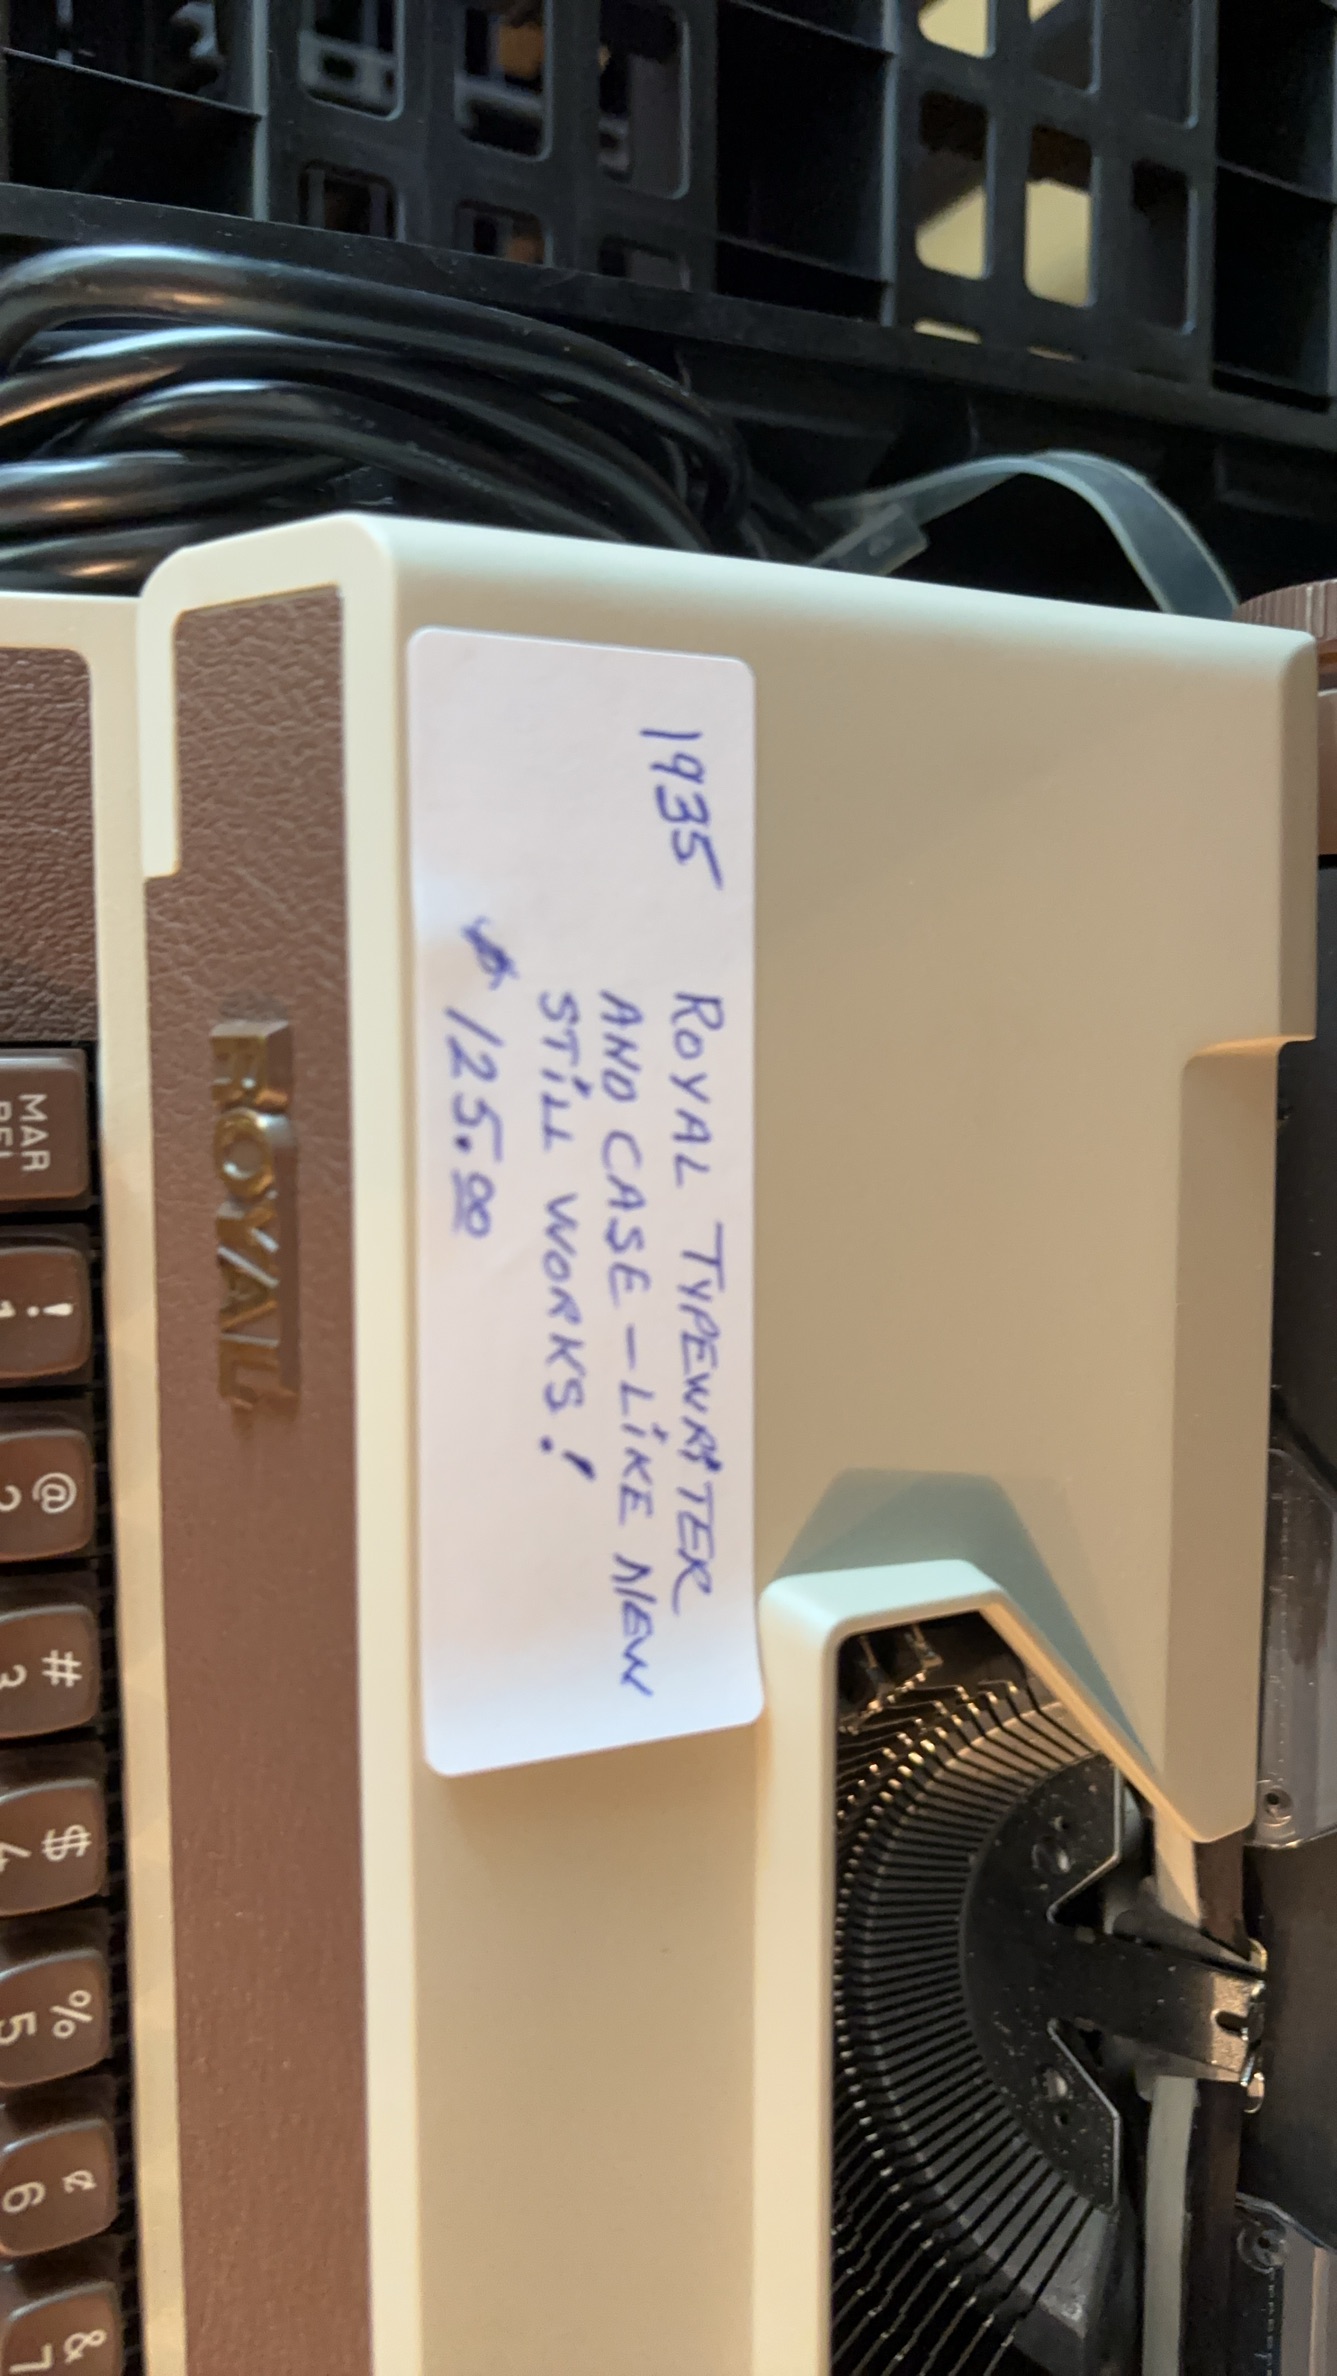 1935 ROYAL TYPEWRITER
AND CASE - LIKE NEW
STILL WORKS!
$ 125.00
ROYAL
MAR
REL
! 1
@ 2
# 3
$ 4
% 5
¢ 6
& 7